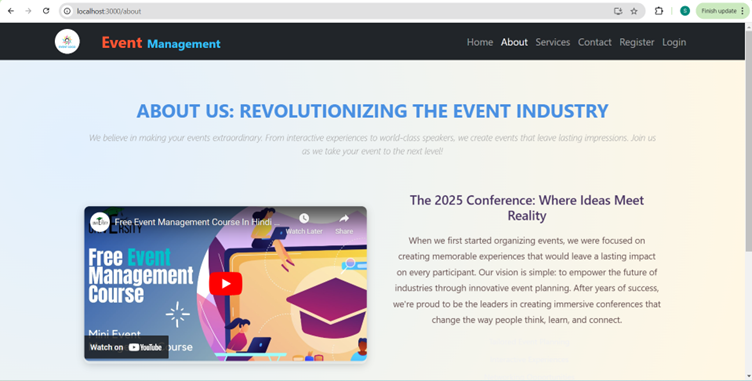 localhost:3000/about
S
Finish update
Event Management
Home About Services Contact Register Login
ABOUT US: REVOLUTIONIZING THE EVENT INDUSTRY
We believe in making your events extraordinary. From interactive experiences to world-class speakers, we create events that leave lasting impressions. Join us
as we take your event to the next level!
Free Event Management Course In Hindi ...
Watch Later
Share
Free Event
Management
Course
Mini Event
Watch on YouTube
The 2025 Conference: Where Ideas Meet
Reality
When we first started organizing events, we were focused on
creating memorable experiences that would leave a lasting impact
on every participant. Our vision is simple: to empower the future of
industries through innovative event planning. After years of success,
we're proud to be the leaders in creating immersive conferences that
change the way people think, learn, and connect.